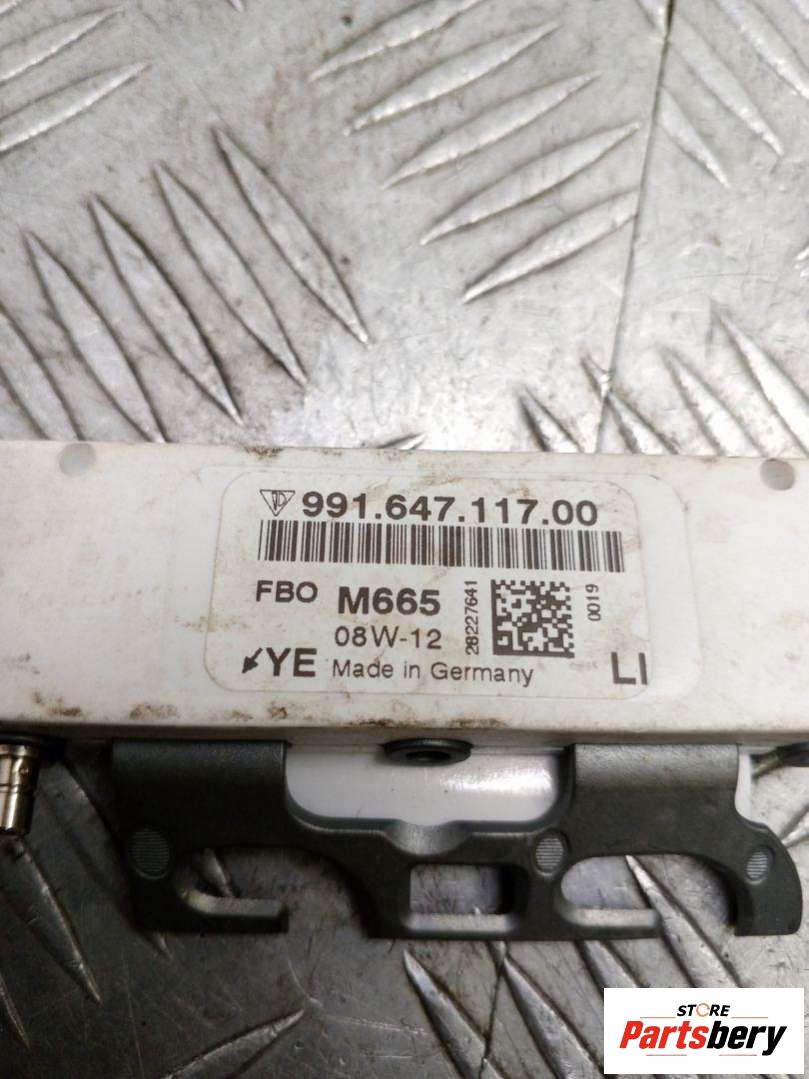 991.647.117.00
FBO M665
08W-12
YE Made in Germany
LI
28227641
0019
STORE
Partsbery